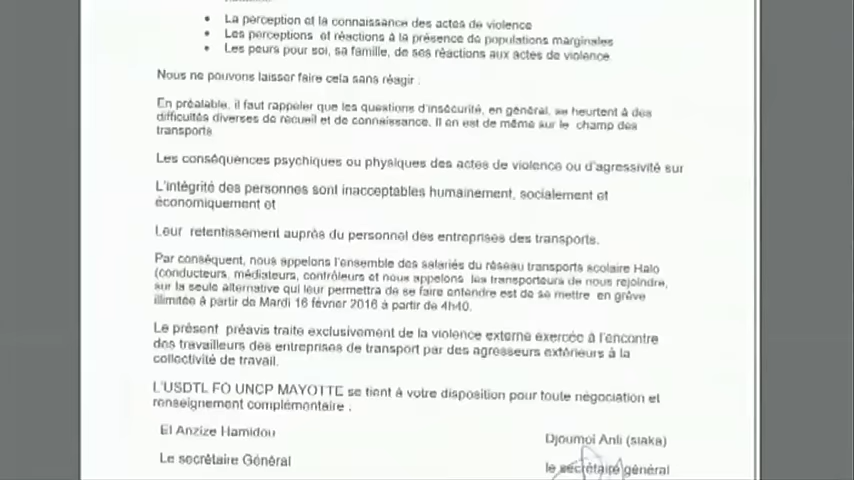 La perception et la connaissance des actes de violence
Les perceptions et réactions à la présence de populations marginales
Les peurs pour soi, sa famille, de ses réactions aux actes de violence
Nous ne pouvons laisser faire cela sans réagir :
En préalable, il faut rappeler que les questions d'insécurité, en général, se heurtent à des
difficultés diverses de recueil et de connaissance. Il en est de même sur le champ des
transports
Les conséquences psychiques ou physiques des actes de violence ou d'agressivité sur
L'intégrité des personnes sont inacceptables humainement, socialement et
économiquement et
Leur retentissement auprès du personnel des entreprises des transports.
Par conséquent, nous appelons l'ensemble des salariés du réseau transports scolaire Halo
(conducteurs, médiateurs, contrôleurs et nous appelons les transporteurs de nous rejoindre,
sur la seule alternative qui leur permettra de se faire entendre est de se mettre en grève
illimitée à partir de Mardi 16 février 2016 à partir de 4h40.
Le présent préavis traite exclusivement de la violence externe exercée à l'encontre
des travailleurs des entreprises de transport par des agresseurs extérieurs à la
collectivité de travail.
L'USDTL FO UNCP MAYOTTE se tient à votre disposition pour toute négociation et
renseignement complémentaire .
El Anzize Hamidou
Djoumoi Anli (siaka)
Le secrétaire Général
le secrétaire général